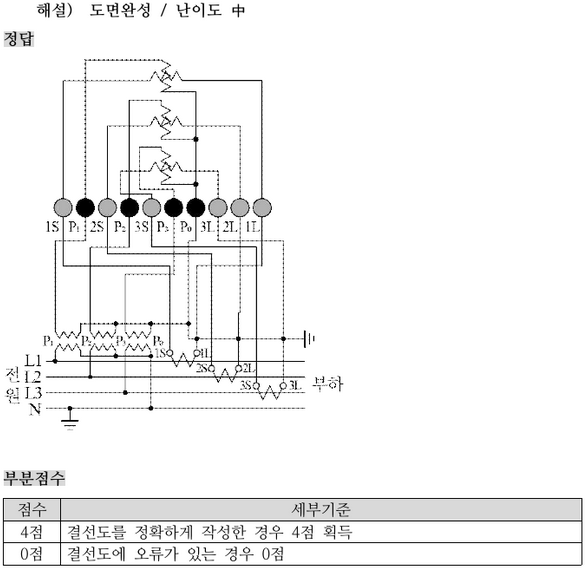 해설) 도면완성 / 난이도 中
정답
1S P₁ 2S P₂ 3S P₃ P₀ 3L 2L 1L
P₁ P₂ P₃ P₀
1S 1L
L1
2S 2L
전 L2 부하
3S 3L
원 L3
N
부분점수
점수 세부기준
4점 결선도를 정확하게 작성한 경우 4점 획득
0점 결선도에 오류가 있는 경우 0점